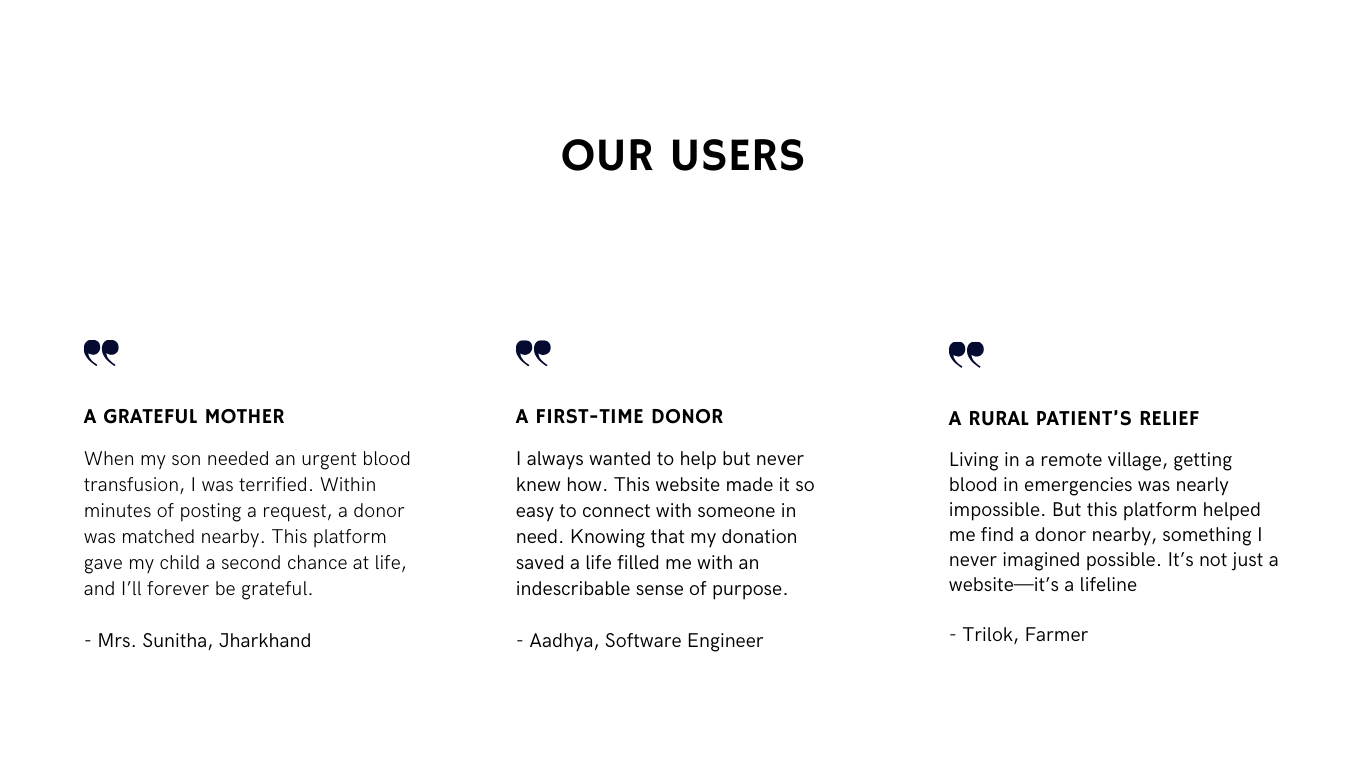 OUR USERS
A GRATEFUL MOTHER
When my son needed an urgent blood
transfusion, I was terrified. Within
minutes of posting a request, a donor
was matched nearby. This platform
gave my child a second chance at life,
and I’ll forever be grateful.
- Mrs. Sunitha, Jharkhand
A FIRST-TIME DONOR
I always wanted to help but never
knew how. This website made it so
easy to connect with someone in
need. Knowing that my donation
saved a life filled me with an
indescribable sense of purpose.
- Aadhya, Software Engineer
A RURAL PATIENT’S RELIEF
Living in a remote village, getting
blood in emergencies was nearly
impossible. But this platform helped
me find a donor nearby, something I
never imagined possible. It’s not just a
website—it’s a lifeline
- Trilok, Farmer